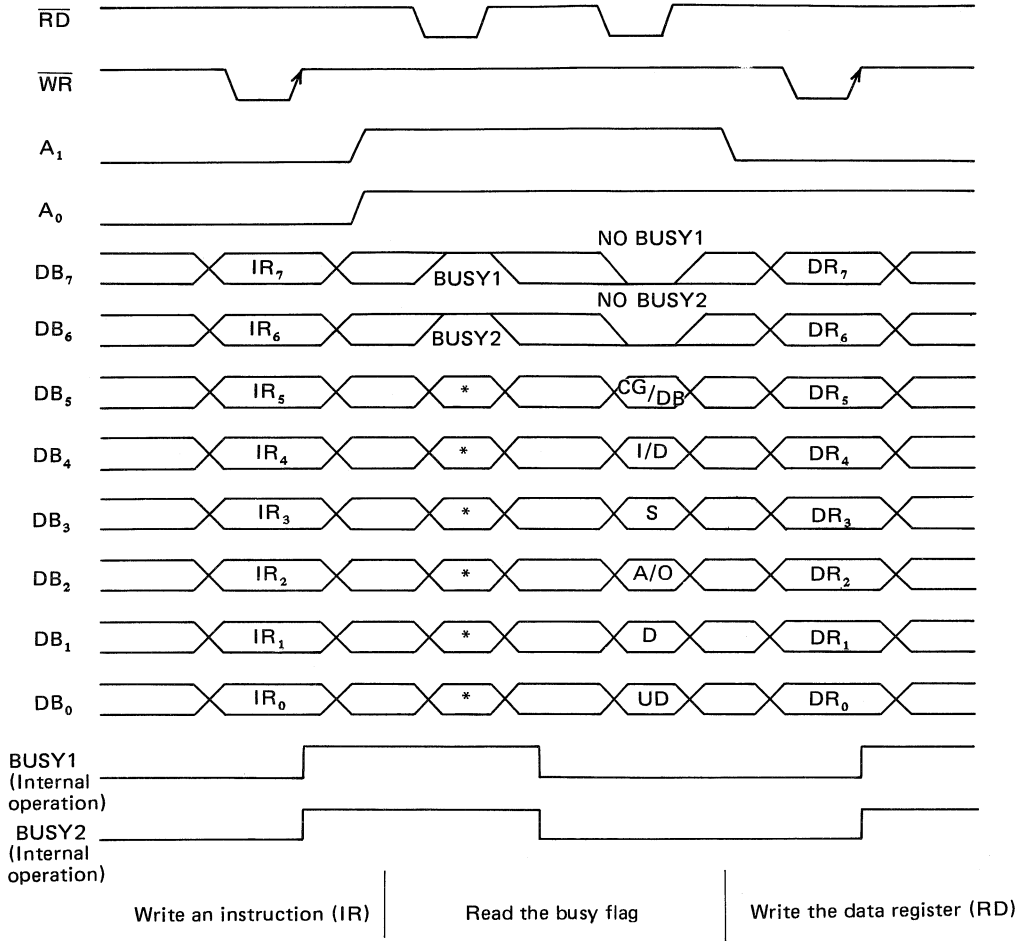 RD
WR
A₁
A₀
NO BUSY1
DB₇ IR₇ BUSY1 DR₇
NO BUSY2
DB₆ IR₆ BUSY2 DR₆
DB₅ IR₅ * CG/DB DR₅
DB₄ IR₄ * I/D DR₄
DB₃ IR₃ * S DR₃
DB₂ IR₂ * A/O DR₂
DB₁ IR₁ * D DR₁
DB₀ IR₀ * UD DR₀
BUSY1
(Internal
operation)
BUSY2
(Internal
operation)
Write an instruction (IR) Read the busy flag Write the data register (RD)